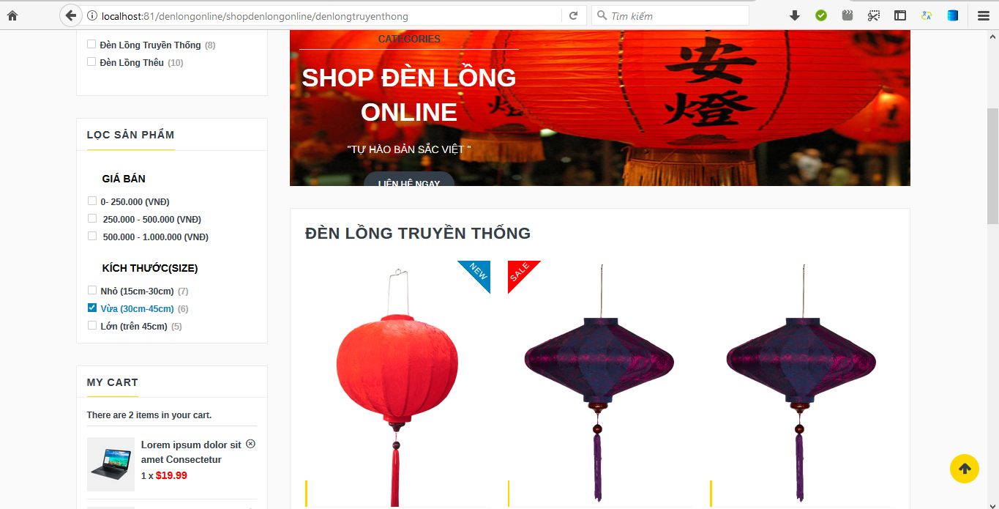 localhost:81/denlongonline/shopdenlongonline/denlongtruyenthong
Tìm kiếm
Đèn Lồng Truyền Thống (8)
Đèn Lồng Thêu (10)
LỌC SẢN PHẨM
GIÁ BÁN
0- 250.000 (VNĐ)
250.000 - 500.000 (VNĐ)
500.000 - 1.000.000 (VNĐ)
KÍCH THƯỚC(SIZE)
Nhỏ (15cm-30cm) (7)
Vừa (30cm-45cm) (6)
Lớn (trên 45cm) (5)
MY CART
There are 2 items in your cart.
Lorem ipsum dolor sit
amet Consectetur
1 x $19.99
CATEGORIES
SHOP ĐÈN LỒNG
ONLINE
"TỰ HÀO BẢN SẮC VIỆT "
LIÊN HỆ NGAY
安
燈
ĐÈN LỒNG TRUYỀN THỐNG
NEW
SALE